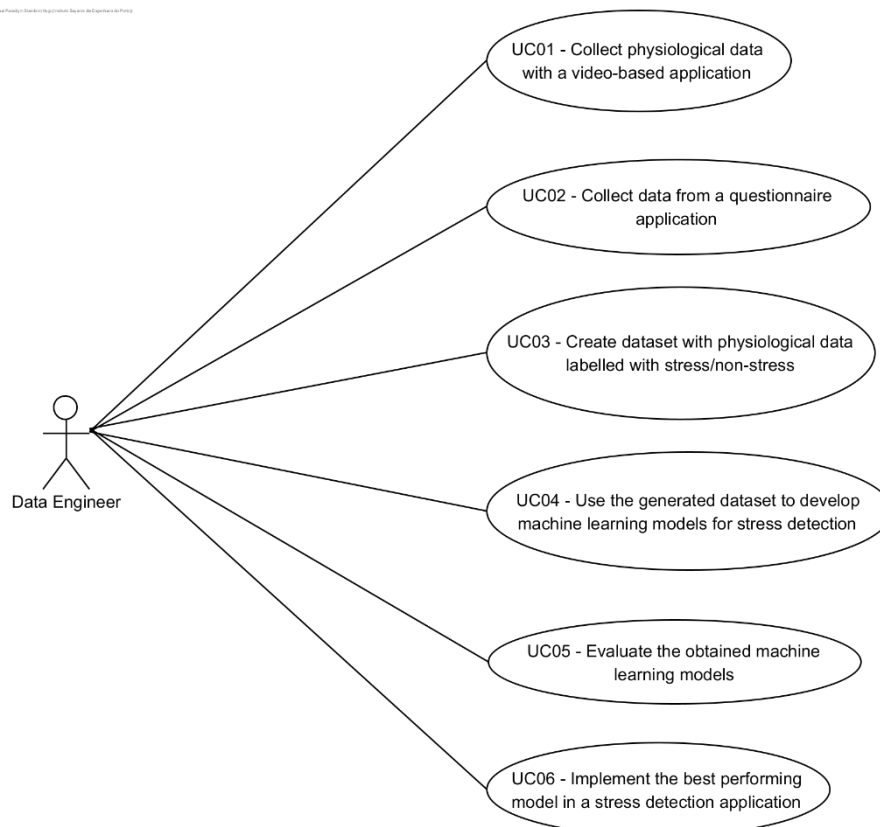 UC01 - Collect physiological data
with a video-based application
UC02 - Collect data from a questionnaire
application
UC03 - Create dataset with physiological data
labelled with stress/non-stress
Data Engineer
UC04 - Use the generated dataset to develop
machine learning models for stress detection
UC05 - Evaluate the obtained machine
learning models
UC06 - Implement the best performing
model in a stress detection application